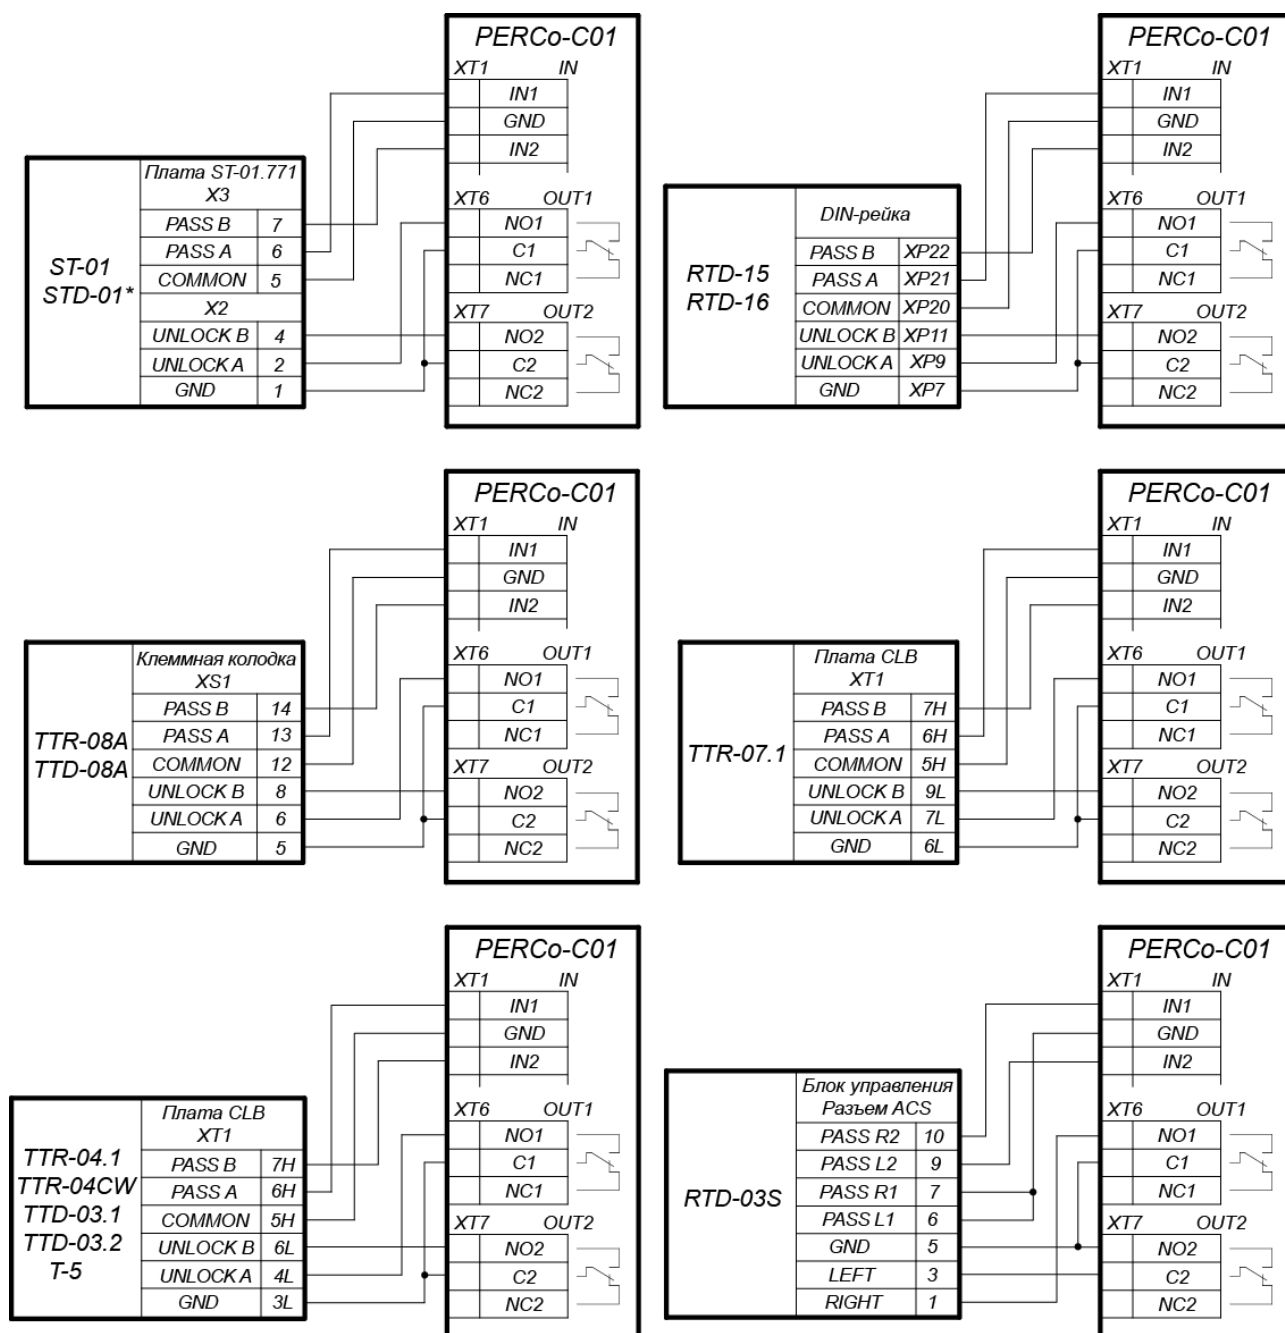 PERCo-C01
XT1 IN
IN1
GND
IN2
XT6 OUT1
NO1
C1
NC1
XT7 OUT2
NO2
C2
NC2
ST-01
STD-01*
Плата ST-01.771
X3
PASS B 7
PASS A 6
COMMON 5
X2
UNLOCK B 4
UNLOCK A 2
GND 1
PERCo-C01
XT1 IN
IN1
GND
IN2
XT6 OUT1
NO1
C1
NC1
XT7 OUT2
NO2
C2
NC2
RTD-15
RTD-16
DIN-рейка
PASS B XP22
PASS A XP21
COMMON XP20
UNLOCK B XP11
UNLOCK A XP9
GND XP7
PERCo-C01
XT1 IN
IN1
GND
IN2
XT6 OUT1
NO1
C1
NC1
XT7 OUT2
NO2
C2
NC2
TTR-08A
TTD-08A
Клеммная колодка
XS1
PASS B 14
PASS A 13
COMMON 12
UNLOCK B 8
UNLOCK A 6
GND 5
PERCo-C01
XT1 IN
IN1
GND
IN2
XT6 OUT1
NO1
C1
NC1
XT7 OUT2
NO2
C2
NC2
TTR-07.1
Плата CLB
XT1
PASS B 7H
PASS A 6H
COMMON 5H
UNLOCK B 9L
UNLOCK A 7L
GND 6L
PERCo-C01
XT1 IN
IN1
GND
IN2
XT6 OUT1
NO1
C1
NC1
XT7 OUT2
NO2
C2
NC2
TTR-04.1
TTR-04CW
TTD-03.1
TTD-03.2
T-5
Плата CLB
XT1
PASS B 7H
PASS A 6H
COMMON 5H
UNLOCK B 6L
UNLOCK A 4L
GND 3L
PERCo-C01
XT1 IN
IN1
GND
IN2
XT6 OUT1
NO1
C1
NC1
XT7 OUT2
NO2
C2
NC2
RTD-03S
Блок управления
Разъем ACS
PASS R2 10
PASS L2 9
PASS R1 7
PASS L1 6
GND 5
LEFT 3
RIGHT 1